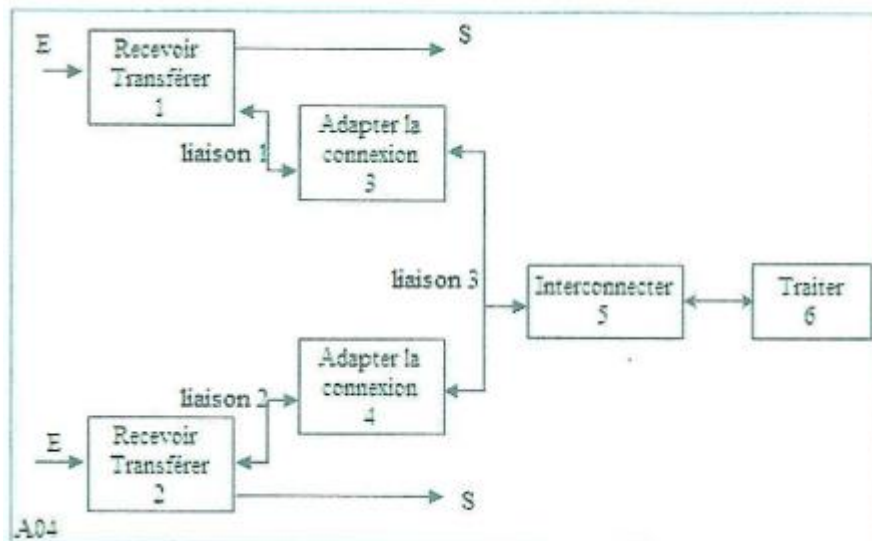 E
Recevoir
Transférer
1
S
liaison 1
Adapter la
connexion
3
liaison 3
Interconnecter
5
Traiter
6
Adapter la
connexion
4
liaison 2
E
Recevoir
Transférer
2
S
A04